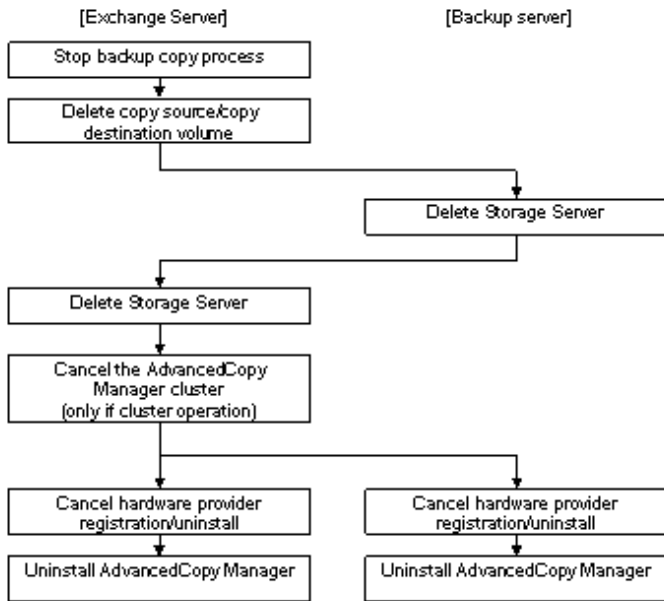 [Exchange Server]
[Backup server]
Stop backup copy process
Delete copy source/copy
destination volume
Delete Storage Server
Delete Storage Server
Cancel the AdvancedCopy
Manager cluster
(only if cluster operation)
Cancel hardware provider
registration/uninstall
Cancel hardware provider
registration/uninstall
Uninstall AdvancedCopy Manager
Uninstall AdvancedCopy Manager